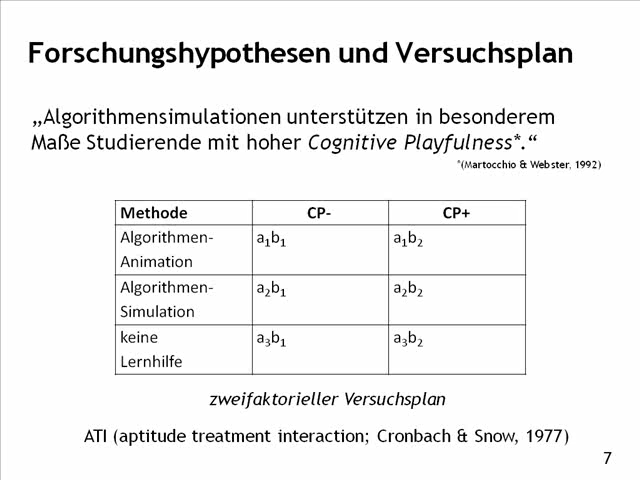 Forschungshypothesen und Versuchsplan
„Algorithmensimulationen unterstützen in besonderem
Maße Studierende mit hoher Cognitive Playfulness*.“
*(Martocchio & Webster, 1992)
Methode CP- CP+
Algorithmen- a₁b₁ a₁b₂
Animation
Algorithmen- a₂b₁ a₂b₂
Simulation
keine a₃b₁ a₃b₂
Lernhilfe
zweifaktorieller Versuchsplan
ATI (aptitude treatment interaction; Cronbach & Snow, 1977)
7